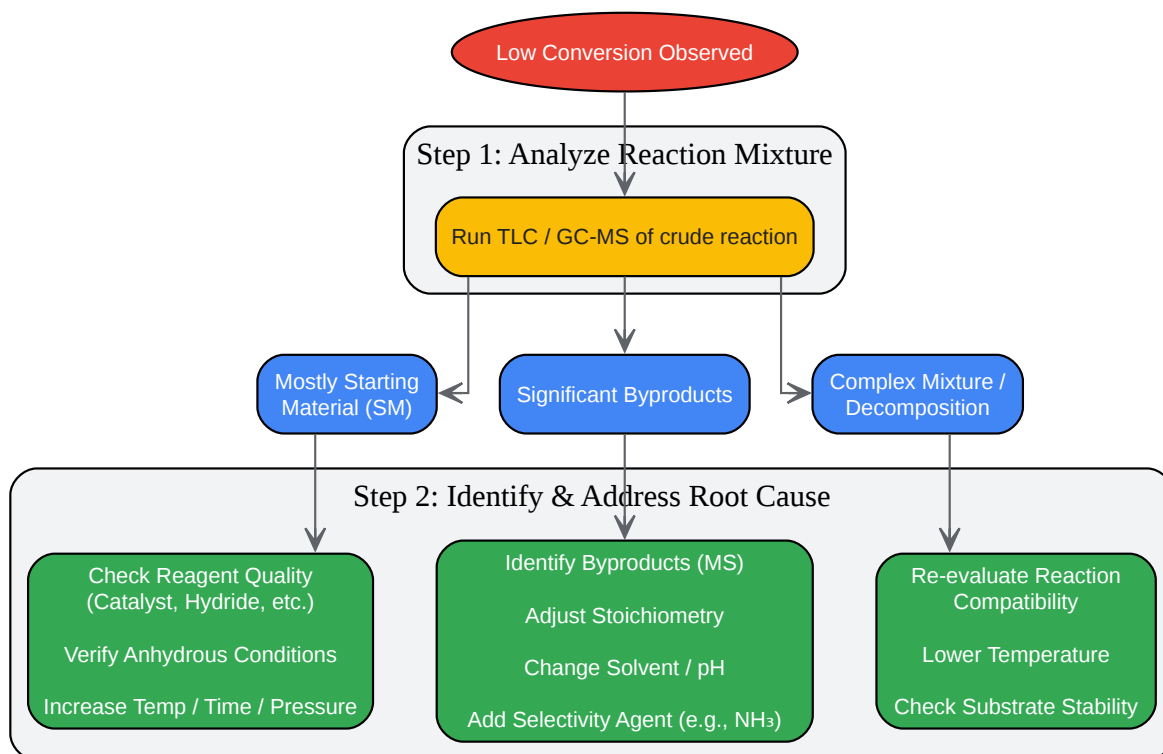 Low Conversion Observed
Step 1: Analyze Reaction Mixture
Run TLC / GC-MS of crude reaction
Mostly Starting
Material (SM)
Significant Byproducts
Complex Mixture /
Decomposition
Step 2: Identify & Address Root Cause
Check Reagent Quality
(Catalyst, Hydride, etc.)
Verify Anhydrous Conditions
Increase Temp / Time / Pressure
Identify Byproducts (MS)
Adjust Stoichiometry
Change Solvent / pH
Add Selectivity Agent (e.g., NH₃)
Re-evaluate Reaction
Compatibility
Lower Temperature
Check Substrate Stability